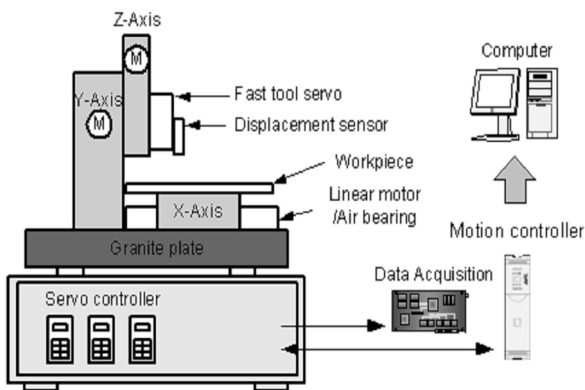 Z-Axis
M
Y-Axis
M
Fast tool servo
Displacement sensor
Workpiece
X-Axis
Linear motor
/Air bearing
Granite plate
Servo controller
Data Acquisition
Motion controller
Computer